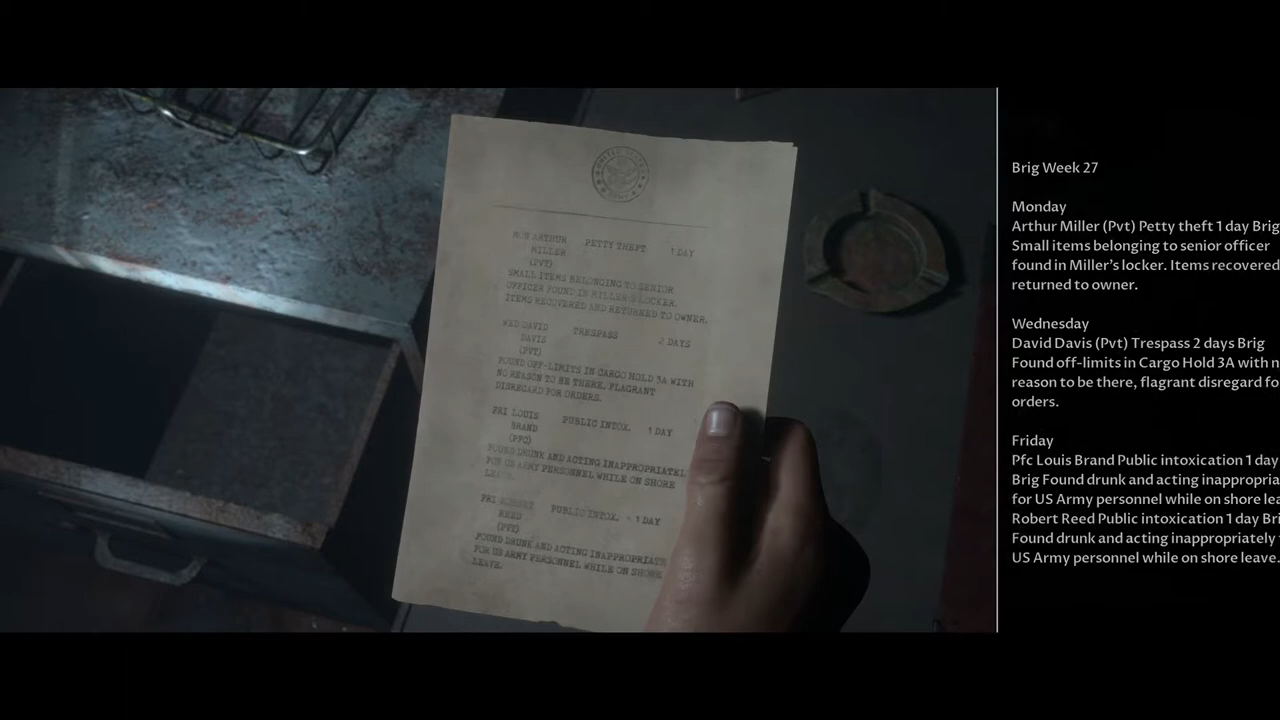 UNITED STATES
ARMY
MON ARTHUR PETTY THEFT 1 DAY
MILLER
(PVT)
SMALL ITEMS BELONGING TO SENIOR
OFFICER FOUND IN MILLER'S LOCKER.
ITEMS RECOVERED AND RETURNED TO OWNER.
WED DAVID TRESPASS 2 DAYS
DAVIS
(PVT)
FOUND OFF-LIMITS IN CARGO HOLD 3A WITH
NO REASON TO BE THERE, FLAGRANT
DISREGARD FOR ORDERS.
FRI LOUIS PUBLIC INTOX. 1 DAY
BRAND
(PFC)
FOUND DRUNK AND ACTING INAPPROPRIATEL
FOR US ARMY PERSONNEL WHILE ON SHORE
LEAVE.
FRI ROBERT PUBLIC INTOX. 1 DAY
REED
(PVT)
FOUND DRUNK AND ACTING INAPPROPRIATE
FOR US ARMY PERSONNEL WHILE ON SHORE
LEAVE.
Brig Week 27
Monday
Arthur Miller (Pvt) Petty theft 1 day Brig
Small items belonging to senior officer
found in Miller's locker. Items recovered
returned to owner.
Wednesday
David Davis (Pvt) Trespass 2 days Brig
Found off-limits in Cargo Hold 3A with n
reason to be there, flagrant disregard fo
orders.
Friday
Pfc Louis Brand Public intoxication 1 day
Brig Found drunk and acting inappropria
for US Army personnel while on shore lea
Robert Reed Public intoxication 1 day Bri
Found drunk and acting inappropriately
US Army personnel while on shore leave.